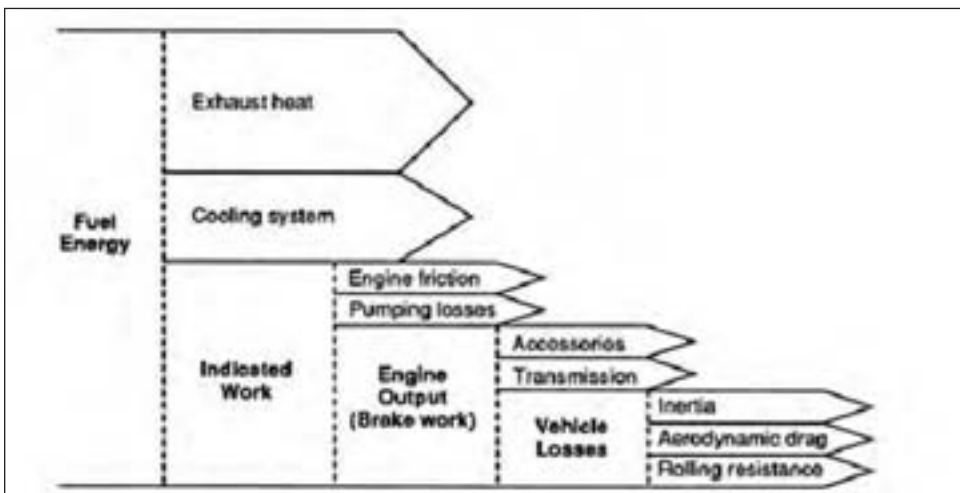 Exhaust heat
Cooling system
Fuel
Energy
Engine friction
Pumping losses
Indicated
Work
Engine
Output
(Brake work)
Accessories
Transmission
Vehicle
Losses
Inertia
Aerodynamic drag
Rolling resistance